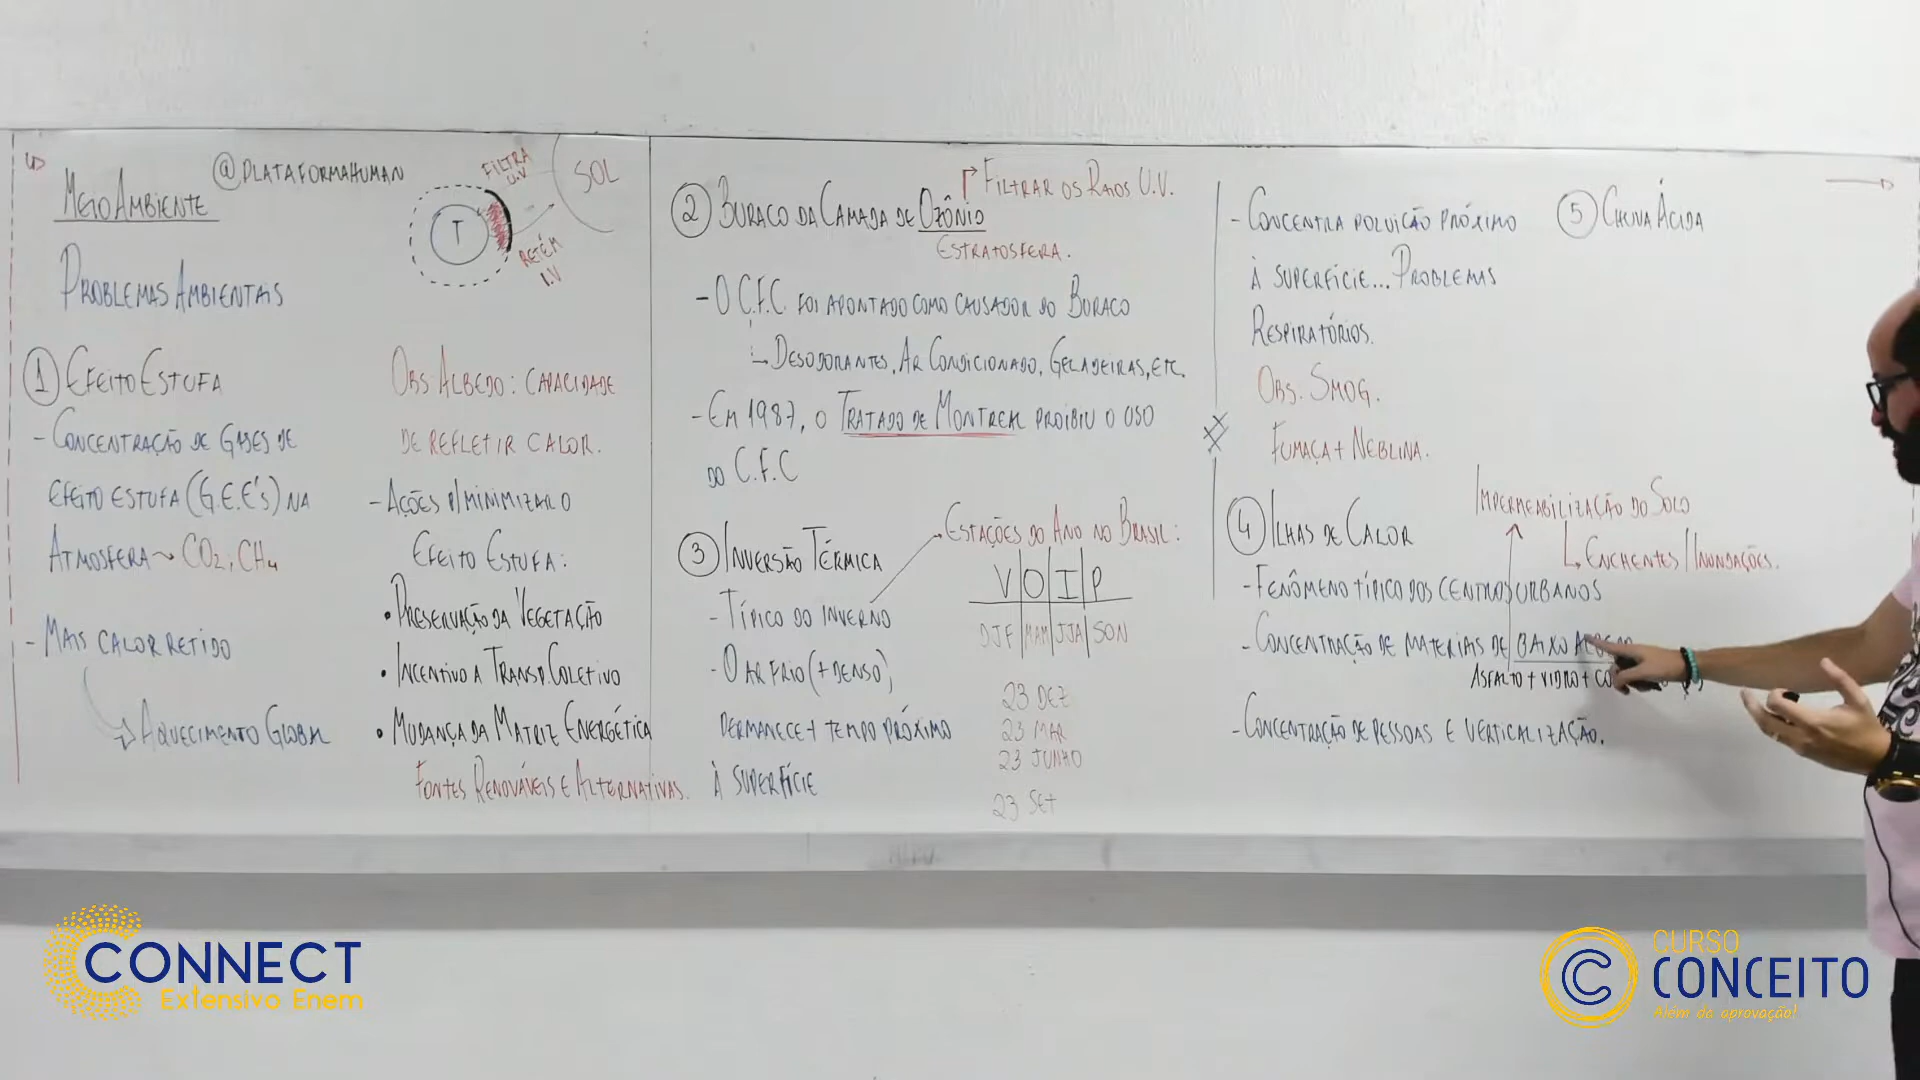 @PLATAFORMAHUMAN
MEIO AMBIENTE
PROBLEMAS AMBIENTAIS
FILTRA
U.V
SOL
T
RETÉM
I.V
① EFEITO ESTUFA
- CONCENTRAÇÃO DE GASES DE
EFEITO ESTUFA (G.E.E's) NA
ATMOSFERA ~ CO2, CH4
- MAIS CALOR RETIDO
AQUECIMENTO GLOBAL
OBS. ALBEDO: CAPACIDADE
DE REFLETIR CALOR.
- AÇÕES P/ MINIMIZAR O
EFEITO ESTUFA:
• PRESERVAÇÃO DA VEGETAÇÃO
• INCENTIVO A TRANSP. COLETIVO
• MUDANÇA DA MATRIZ ENERGÉTICA
FONTES RENOVÁVEIS E ALTERNATIVAS.
② BURACO DA CAMADA DE OZÔNIO
FILTRAR OS RAIOS U.V.
ESTRATOSFERA.
- O C.F.C FOI APONTADO COMO CAUSADOR DO BURACO
DESODORANTES, AR CONDICIONADO, GELADEIRAS, ETC.
- EM 1987, O TRATADO DE MONTREAL PROIBIU O USO
DO C.F.C
③ INVERSÃO TÉRMICA
- TÍPICO DO INVERNO
- O AR FRIO (+ DENSO)
PERMANECE + TEMPO PRÓXIMO
À SUPERFÍCIE
ESTAÇÕES DO ANO NO BRASIL:
V O I P
DJF MAM JJA SON
23 DEZ
23 MAR
23 JUNHO
23 SET
- CONCENTRA POLUIÇÃO PRÓXIMO
À SUPERFÍCIE... PROBLEMAS
RESPIRATÓRIOS.
OBS. SMOG.
FUMAÇA + NEBLINA.
④ ILHAS DE CALOR
IMPERMEABILIZAÇÃO DO SOLO
ENCHENTES / INUNDAÇÕES.
- FENÔMENO TÍPICO DOS CENTROS URBANOS
- CONCENTRAÇÃO DE MATERIAIS DE BAIXO
ASFALTO + VIDRO +
- CONCENTRAÇÃO DE PESSOAS E VERTICALIZAÇÃO.
⑤ CHUVA ÁCIDA
CONNECT
Extensivo Enem
CURSO
CONCEITO
Além da aprovação!